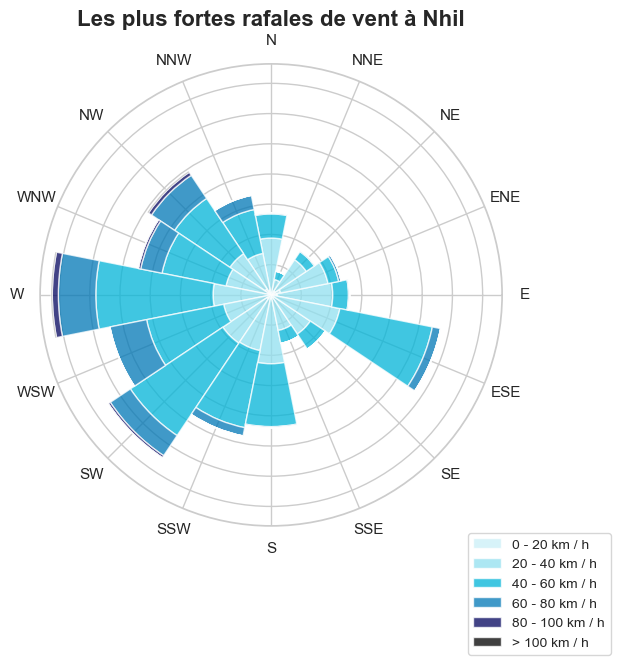 Les plus fortes rafales de vent à Nhil
N
NNW
NNE
NW
NE
WNW
ENE
W
E
WSW
ESE
SW
SE
SSW
SSE
S
0 - 20 km / h
20 - 40 km / h
40 - 60 km / h
60 - 80 km / h
80 - 100 km / h
> 100 km / h